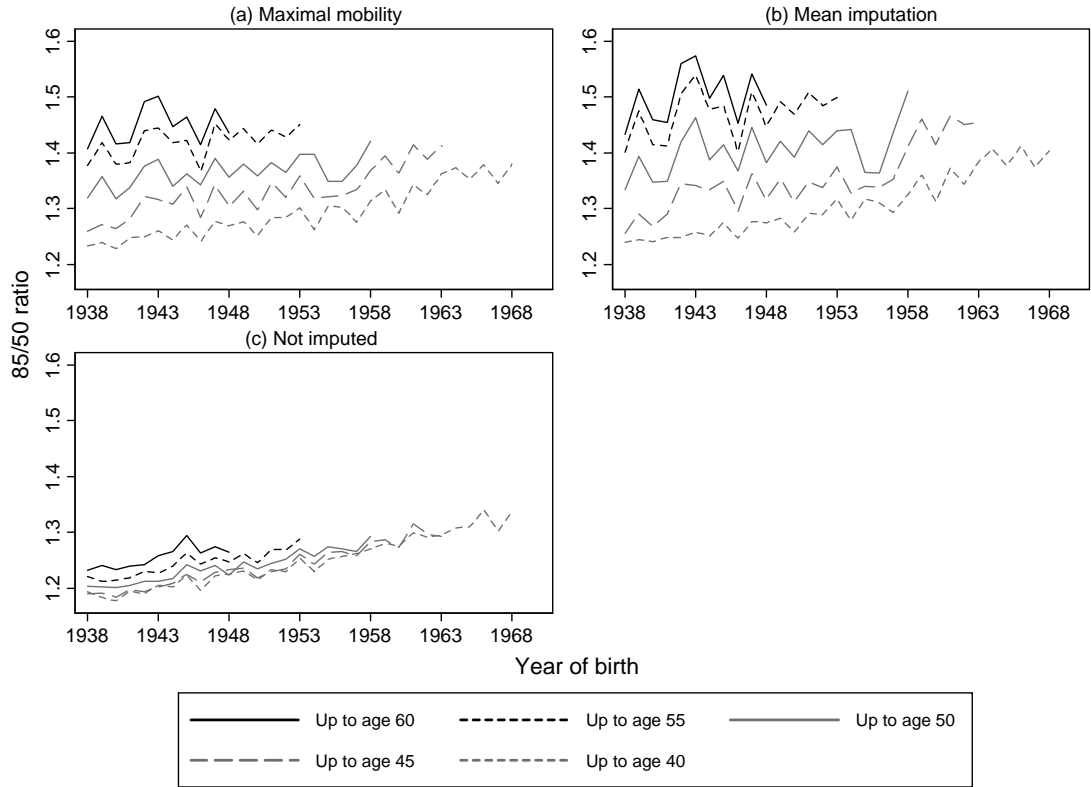 (a) Maximal mobility
(b) Mean imputation
1.6
1.5
1.4
1.3
1.2
1938 1943 1948 1953 1958 1963 1968
1.6
1.5
1.4
1.3
1.2
1938 1943 1948 1953 1958 1963 1968
(c) Not imputed
85/50 ratio
1.6
1.5
1.4
1.3
1.2
1938 1943 1948 1953 1958 1963 1968
Year of birth
Up to age 60 Up to age 55 Up to age 50
Up to age 45 Up to age 40